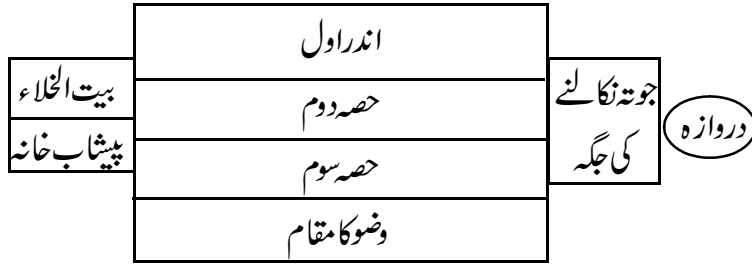 اندر اول
دروازہ
جوتہ نکالنے
کی جگہ
حصہ دوم
حصہ سوم
وضو کا مقام
بیت الخلاء
پیشاب خانہ